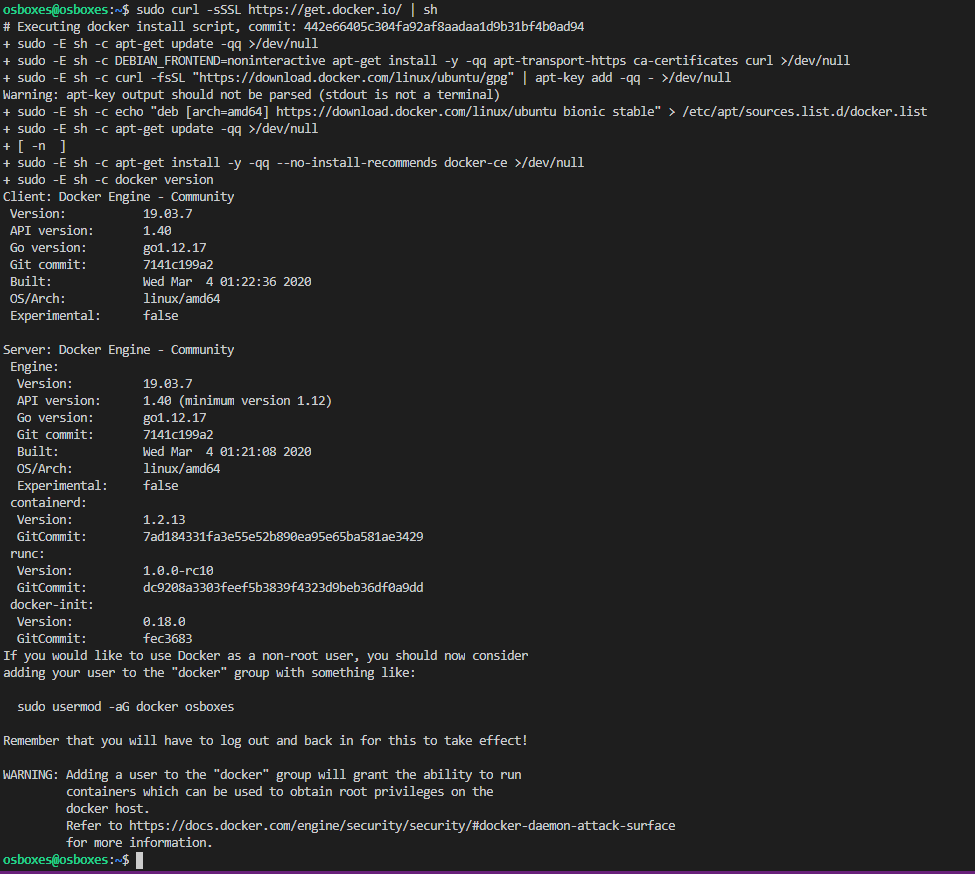 osboxes@osboxes:~$ sudo curl -sSL https://get.docker.io/ | sh
# Executing docker install script, commit: 442e66405c304fa92af8aadaa1d9b31bf4b0ad94
+ sudo -E sh -c apt-get update -qq >/dev/null
+ sudo -E sh -c DEBIAN_FRONTEND=noninteractive apt-get install -y -qq apt-transport-https ca-certificates curl >/dev/null
+ sudo -E sh -c curl -fsSL "https://download.docker.com/linux/ubuntu/gpg" | apt-key add -qq - >/dev/null
Warning: apt-key output should not be parsed (stdout is not a terminal)
+ sudo -E sh -c echo "deb [arch=amd64] https://download.docker.com/linux/ubuntu bionic stable" > /etc/apt/sources.list.d/docker.list
+ sudo -E sh -c apt-get update -qq >/dev/null
+ [ -n  ]
+ sudo -E sh -c apt-get install -y -qq --no-install-recommends docker-ce >/dev/null
+ sudo -E sh -c docker version
Client: Docker Engine - Community
 Version:           19.03.7
 API version:       1.40
 Go version:        go1.12.17
 Git commit:        7141c199a2
 Built:             Wed Mar  4 01:22:36 2020
 OS/Arch:           linux/amd64
 Experimental:      false

Server: Docker Engine - Community
 Engine:
  Version:          19.03.7
  API version:      1.40 (minimum version 1.12)
  Go version:       go1.12.17
  Git commit:       7141c199a2
  Built:            Wed Mar  4 01:21:08 2020
  OS/Arch:          linux/amd64
  Experimental:     false
 containerd:
  Version:          1.2.13
  GitCommit:        7ad184331fa3e55e52b890ea95e65ba581ae3429
 runc:
  Version:          1.0.0-rc10
  GitCommit:        dc9208a3303feef5b3839f4323d9beb36df0a9dd
 docker-init:
  Version:          0.18.0
  GitCommit:        fec3683
If you would like to use Docker as a non-root user, you should now consider
adding your user to the "docker" group with something like:

  sudo usermod -aG docker osboxes

Remember that you will have to log out and back in for this to take effect!

WARNING: Adding a user to the "docker" group will grant the ability to run
         containers which can be used to obtain root privileges on the
         docker host.
         Refer to https://docs.docker.com/engine/security/security/#docker-daemon-attack-surface
         for more information.
osboxes@osboxes:~$